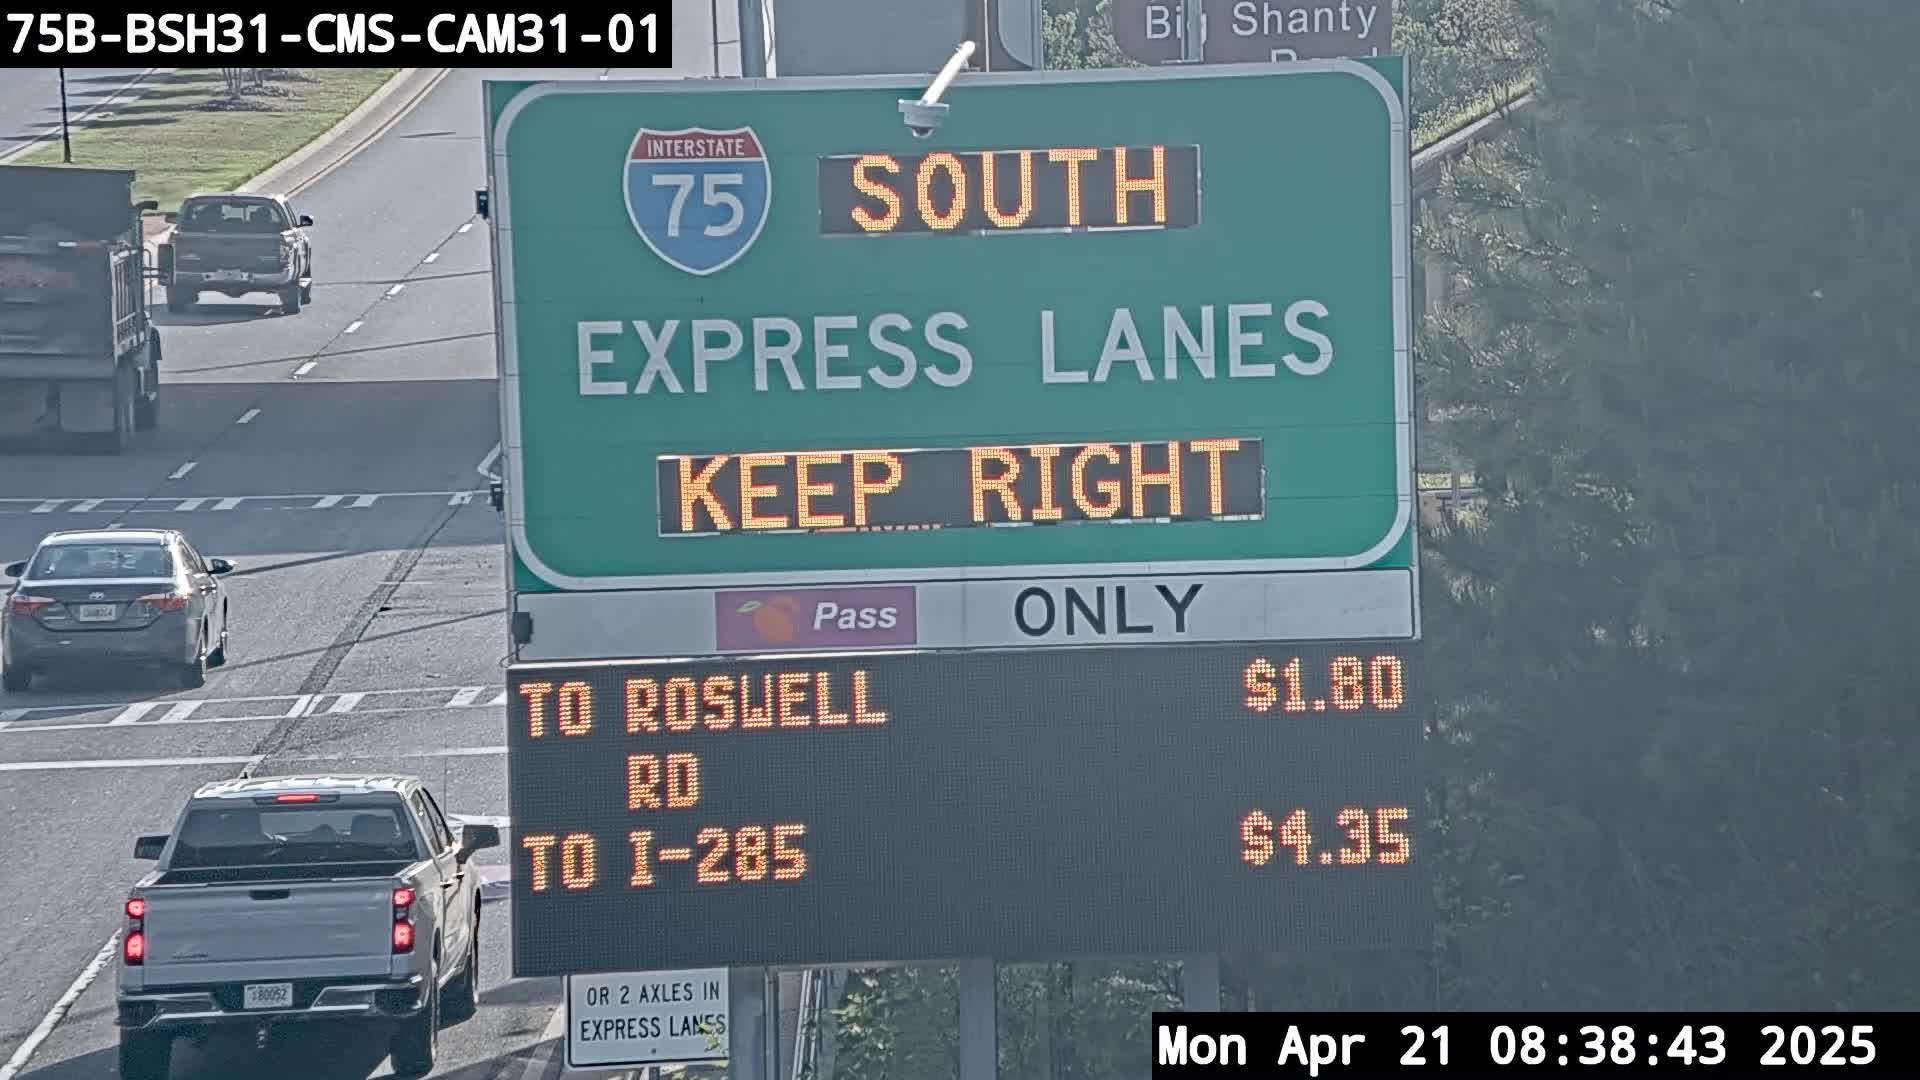 75B-BSH31-CMS-CAM31-01
Big Shanty
INTERSTATE
75
SOUTH
EXPRESS LANES
KEEP RIGHT
Pass ONLY
TO ROSWELL $1.80
RD
TO I-285 $4.35
OR 2 AXLES IN
EXPRESS LANES
Mon Apr 21 08:38:43 2025